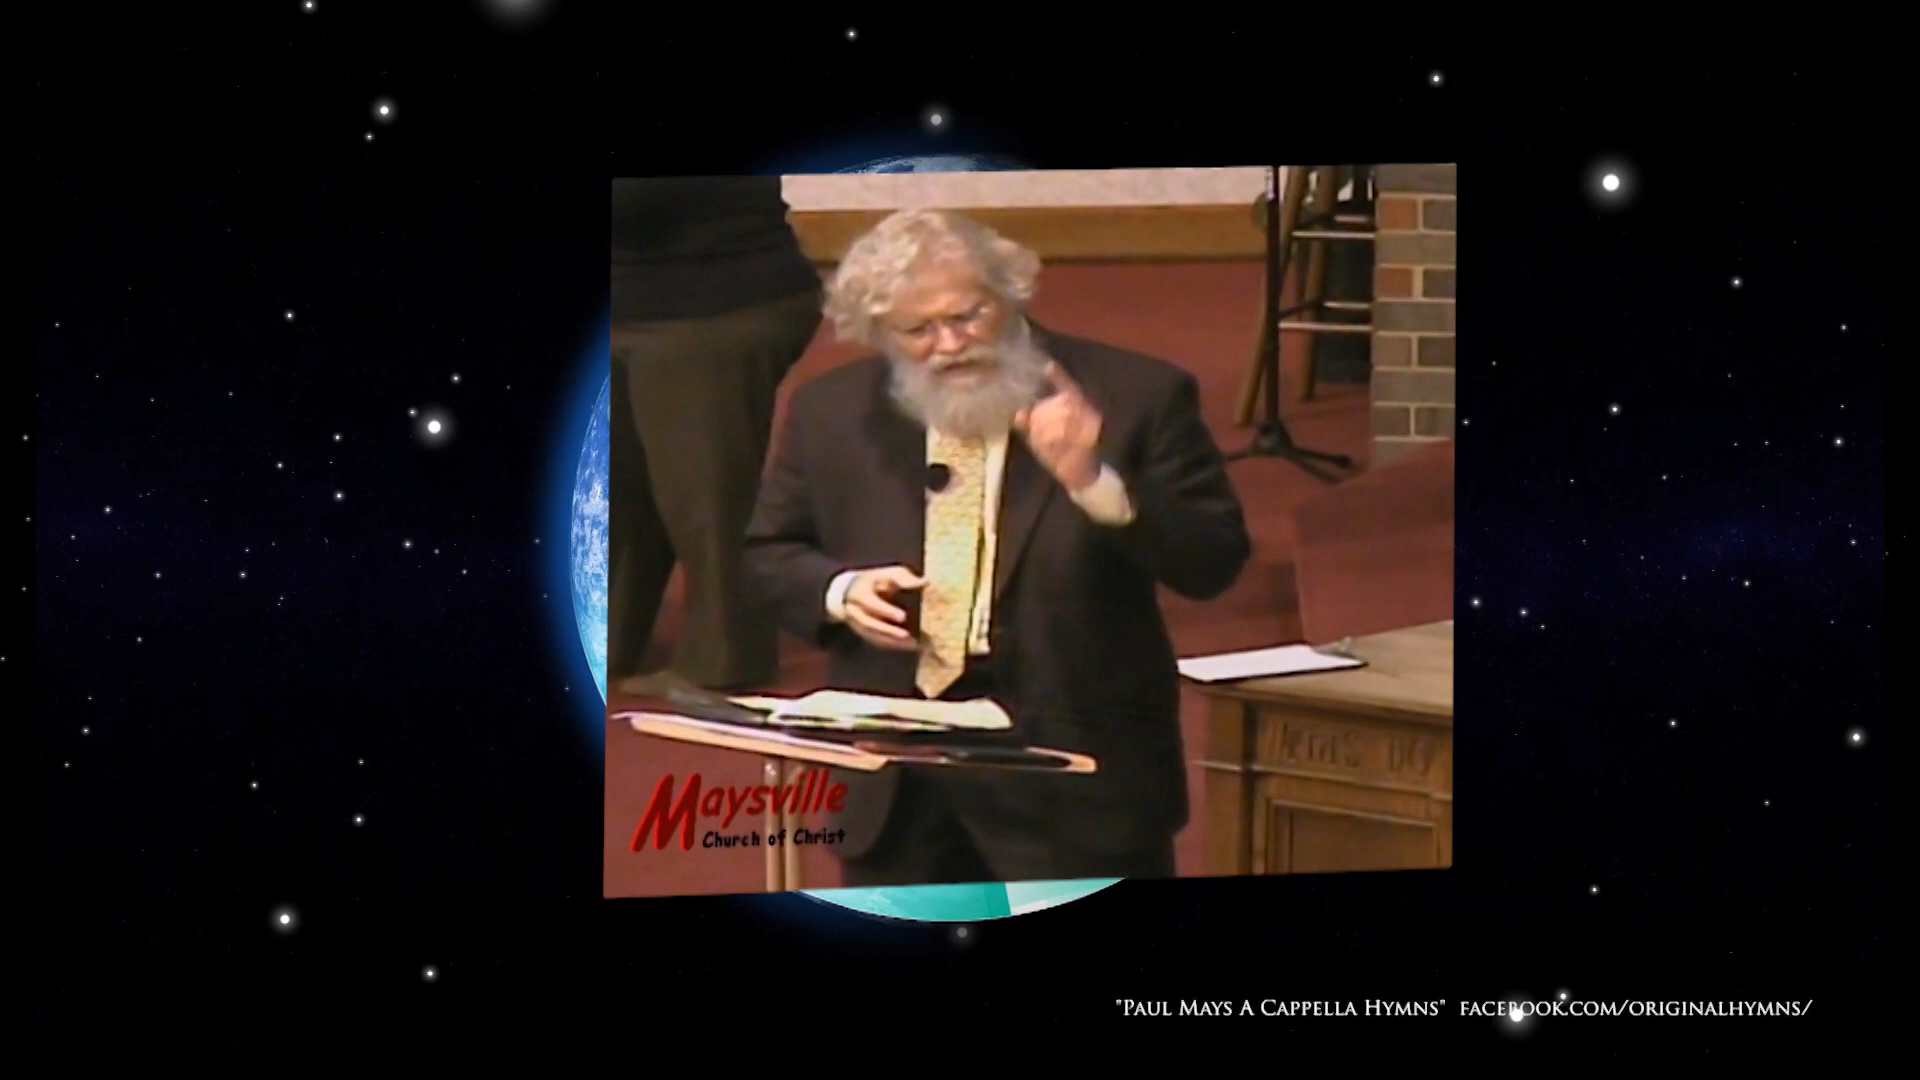 Maysville
Church of Christ
"Paul Mays A Cappella Hymns" facebook.com/originalhymns/